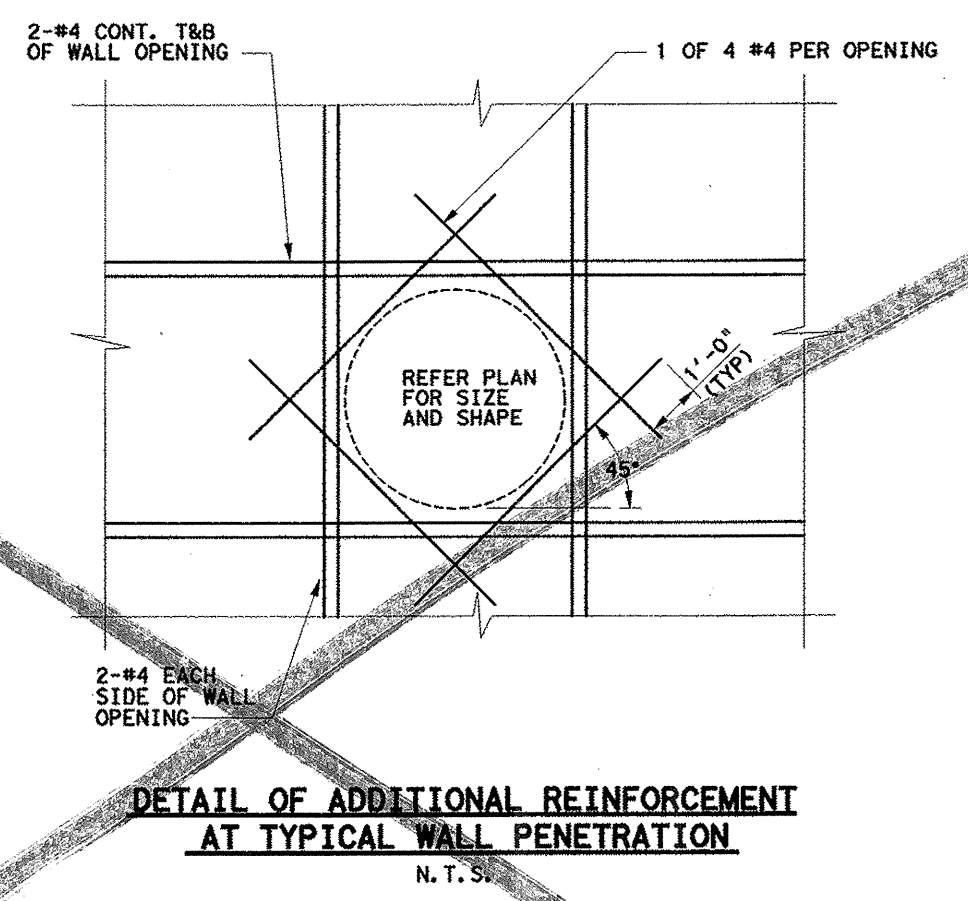 2-#4 CONT. T&B
OF WALL OPENING
1 OF 4 #4 PER OPENING
REFER PLAN
FOR SIZE
AND SHAPE
1'-0"
(TYP)
45°
2-#4 EACH
SIDE OF WALL
OPENING
DETAIL OF ADDITIONAL REINFORCEMENT
AT TYPICAL WALL PENETRATION
N.T.S.